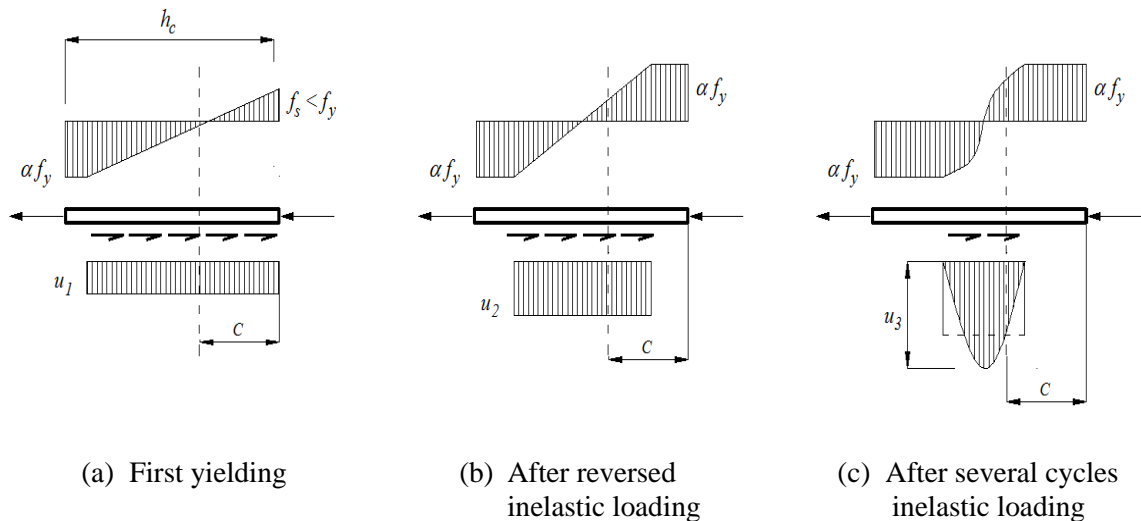 h_c
f_s < f_y
αf_y
u_1
C
αf_y
αf_y
u_2
C
αf_y
αf_y
u_3
C
(a) First yielding
(b) After reversed
inelastic loading
(c) After several cycles
inelastic loading